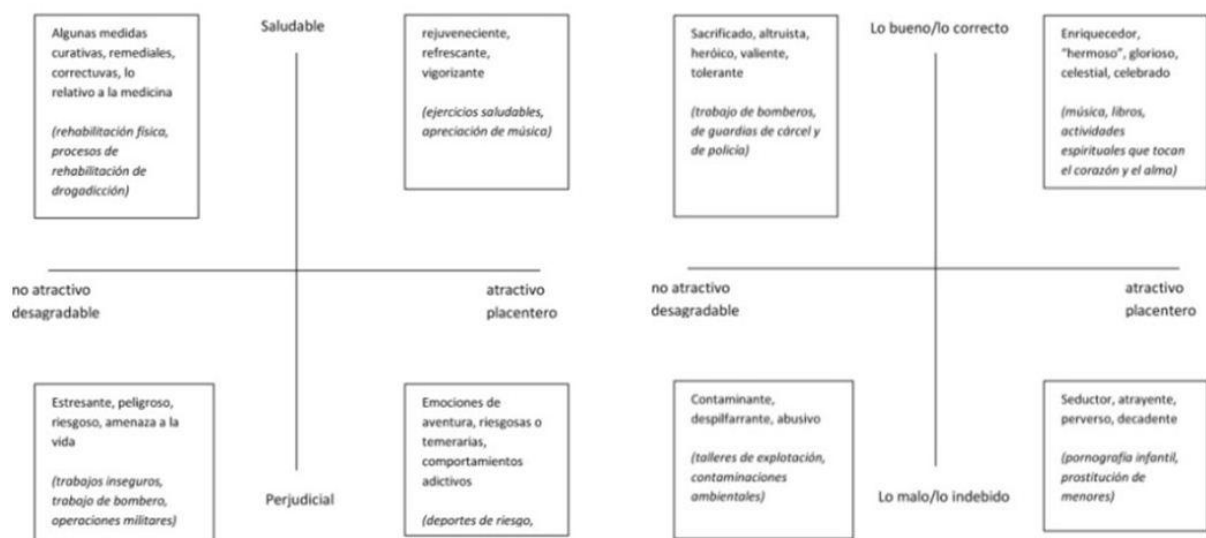 Algunas medidas
curativas, remediales,
correctuvas, lo
relativo a la medicina
(rehabilitación física,
procesos de
rehabilitación de
drogadicción)
Saludable
rejuveneciente,
refrescante,
vigorizante
(ejercicios saludables,
apreciación de música)
no atractivo
desagradable
atractivo
placentero
Estresante, peligroso,
riesgoso, amenaza a la
vida
(trabajos inseguros,
trabajo de bombero,
operaciones militares)
Perjudicial
Emociones de
aventura, riesgosas o
temerarias,
comportamientos
adictivos
(deportes de riesgo,
Sacrificado, altruista,
heróico, valiente,
tolerante
(trabajo de bomberos,
de guardias de cárcel y
de policía)
Lo bueno/lo correcto
Enriquecedor,
"hermoso", glorioso,
celestial, celebrado
(música, libros,
actividades
espirituales que tocan
el corazón y el alma)
no atractivo
desagradable
atractivo
placentero
Contaminante,
despilfarrante, abusivo
(talleres de explotación,
contaminaciones
ambientales)
Lo malo/lo indebido
Seductor, atrayente,
perverso, decadente
(pornografía infantil,
prostitución de
menores)